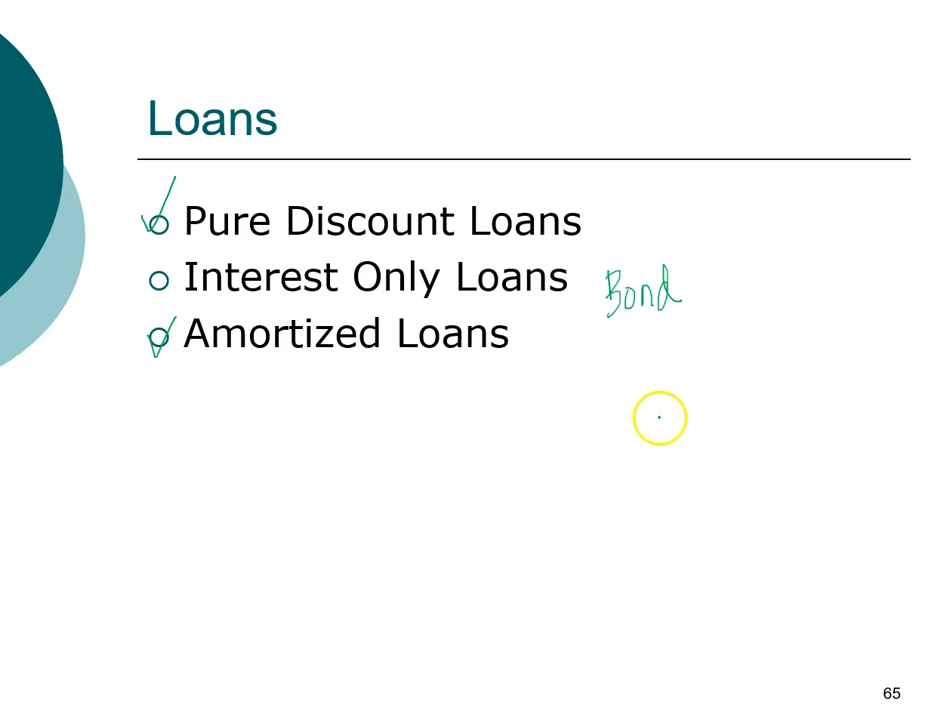 Loans
Pure Discount Loans
Interest Only Loans Bond
Amortized Loans
65